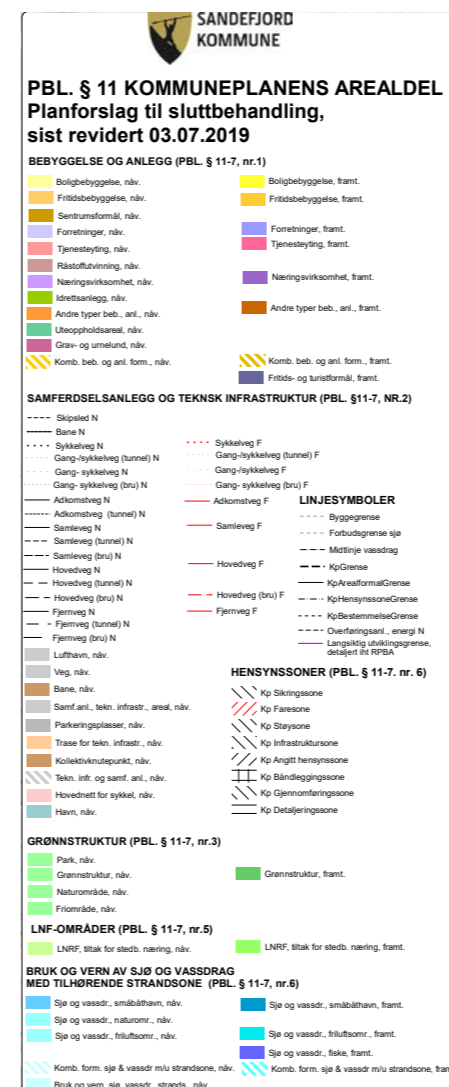 SANDEFJORD
KOMMUNE
PBL. § 11 KOMMUNEPLANENS AREALDEL
Planforslag til sluttbehandling,
sist revidert 03.07.2019
BEBYGGELSE OG ANLEGG (PBL. § 11-7, nr.1)
Boligbebyggelse, nåv.
Boligbebyggelse, framt.
Fritidsbebyggelse, nåv.
Fritidsbebyggelse, framt.
Sentrumsformål, nåv.
Forretninger, nåv.
Forretninger, framt.
Tjenesteyting, nåv.
Tjenesteyting, framt.
Råstoffutvinning, nåv.
Næringsvirksomhet, nåv.
Næringsvirksomhet, framt.
Idrettsanlegg, nåv.
Andre typer beb., anl., nåv.
Andre typer beb., anl., framt.
Uteoppholdsareal, nåv.
Grav- og urnelund, nåv.
Komb. beb. og anl. form., nåv.
Komb. beb. og anl. form., framt.
Fritids- og turistformål, framt.
SAMFERDSELSANLEGG OG TEKNSK INFRASTRUKTUR (PBL. §11-7, NR.2)
Skipsled N
Bane N
Sykkelveg N
Gang-/sykkelveg (tunnel) N
Gang- sykkelveg N
Gang- sykkelveg (bru) N
Adkomstveg N
Adkomstveg (tunnel) N
Samleveg N
Samleveg (tunnel) N
Samleveg (bru) N
Hovedveg N
Hovedveg (tunnel) N
Hovedveg (bru) N
Fjernveg N
Fjernveg (tunnel) N
Fjernveg (bru) N
Lufthavn, nåv.
Veg, nåv.
Bane, nåv.
Samf.anl., tekn. infrastr., areal, nåv.
Parkeringsplasser, nåv.
Trase for tekn. infrastr., nåv.
Kollektivknutepunkt, nåv.
Tekn. infr. og samf. anl., nåv.
Hovednett for sykkel, nåv.
Havn, nåv.
Sykkelveg F
Gang-/sykkelveg (tunnel) F
Gang-/sykkelveg F
Gang- sykkelveg (bru) F
Adkomstveg F
Samleveg F
Hovedveg F
Hovedveg (bru) F
Fjernveg F
LINJESYMBOLER
Byggegrense
Forbudsgrense sjø
Midtlinje vassdrag
KpGrense
KpArealformålGrense
KpHensynssoneGrense
KpBestemmelseGrense
Overføringsanl., energi N
Langsiktig utviklingsgrense,
detaljert iht RPBA
HENSYNSSONER (PBL. § 11-7. nr. 6)
Kp Sikringssone
Kp Faresone
Kp Støysone
Kp Infrastruktursone
Kp Angitt hensynssone
Kp Båndleggingssone
Kp Gjennomføringssone
Kp Detaljeringssone
GRØNNSTRUKTUR (PBL. § 11-7, nr.3)
Park, nåv.
Grønnstruktur, nåv.
Grønnstruktur, framt.
Naturområde, nåv.
Friområde, nåv.
LNF-OMRÅDER (PBL. § 11-7, nr.5)
LNRF, tiltak for stedb. næring, nåv.
LNRF, tiltak for stedb. næring, framt.
BRUK OG VERN AV SJØ OG VASSDRAG
MED TILHØRENDE STRANDSONE (PBL. § 11-7, nr.6)
Sjø og vassdr., småbåthavn, nåv.
Sjø og vassdr., småbåthavn, framt.
Sjø og vassdr., naturomr., nåv.
Sjø og vassdr., friluftsomr., nåv.
Sjø og vassdr., friluftsomr., framt.
Sjø og vassdr., fiske, framt.
Komb. form. sjø & vassdr m/u strandsone, nåv.
Komb. form. sjø & vassdr m/u strandsone, fram
Bruk og vern. sjø, vassdr., strands., nåv.